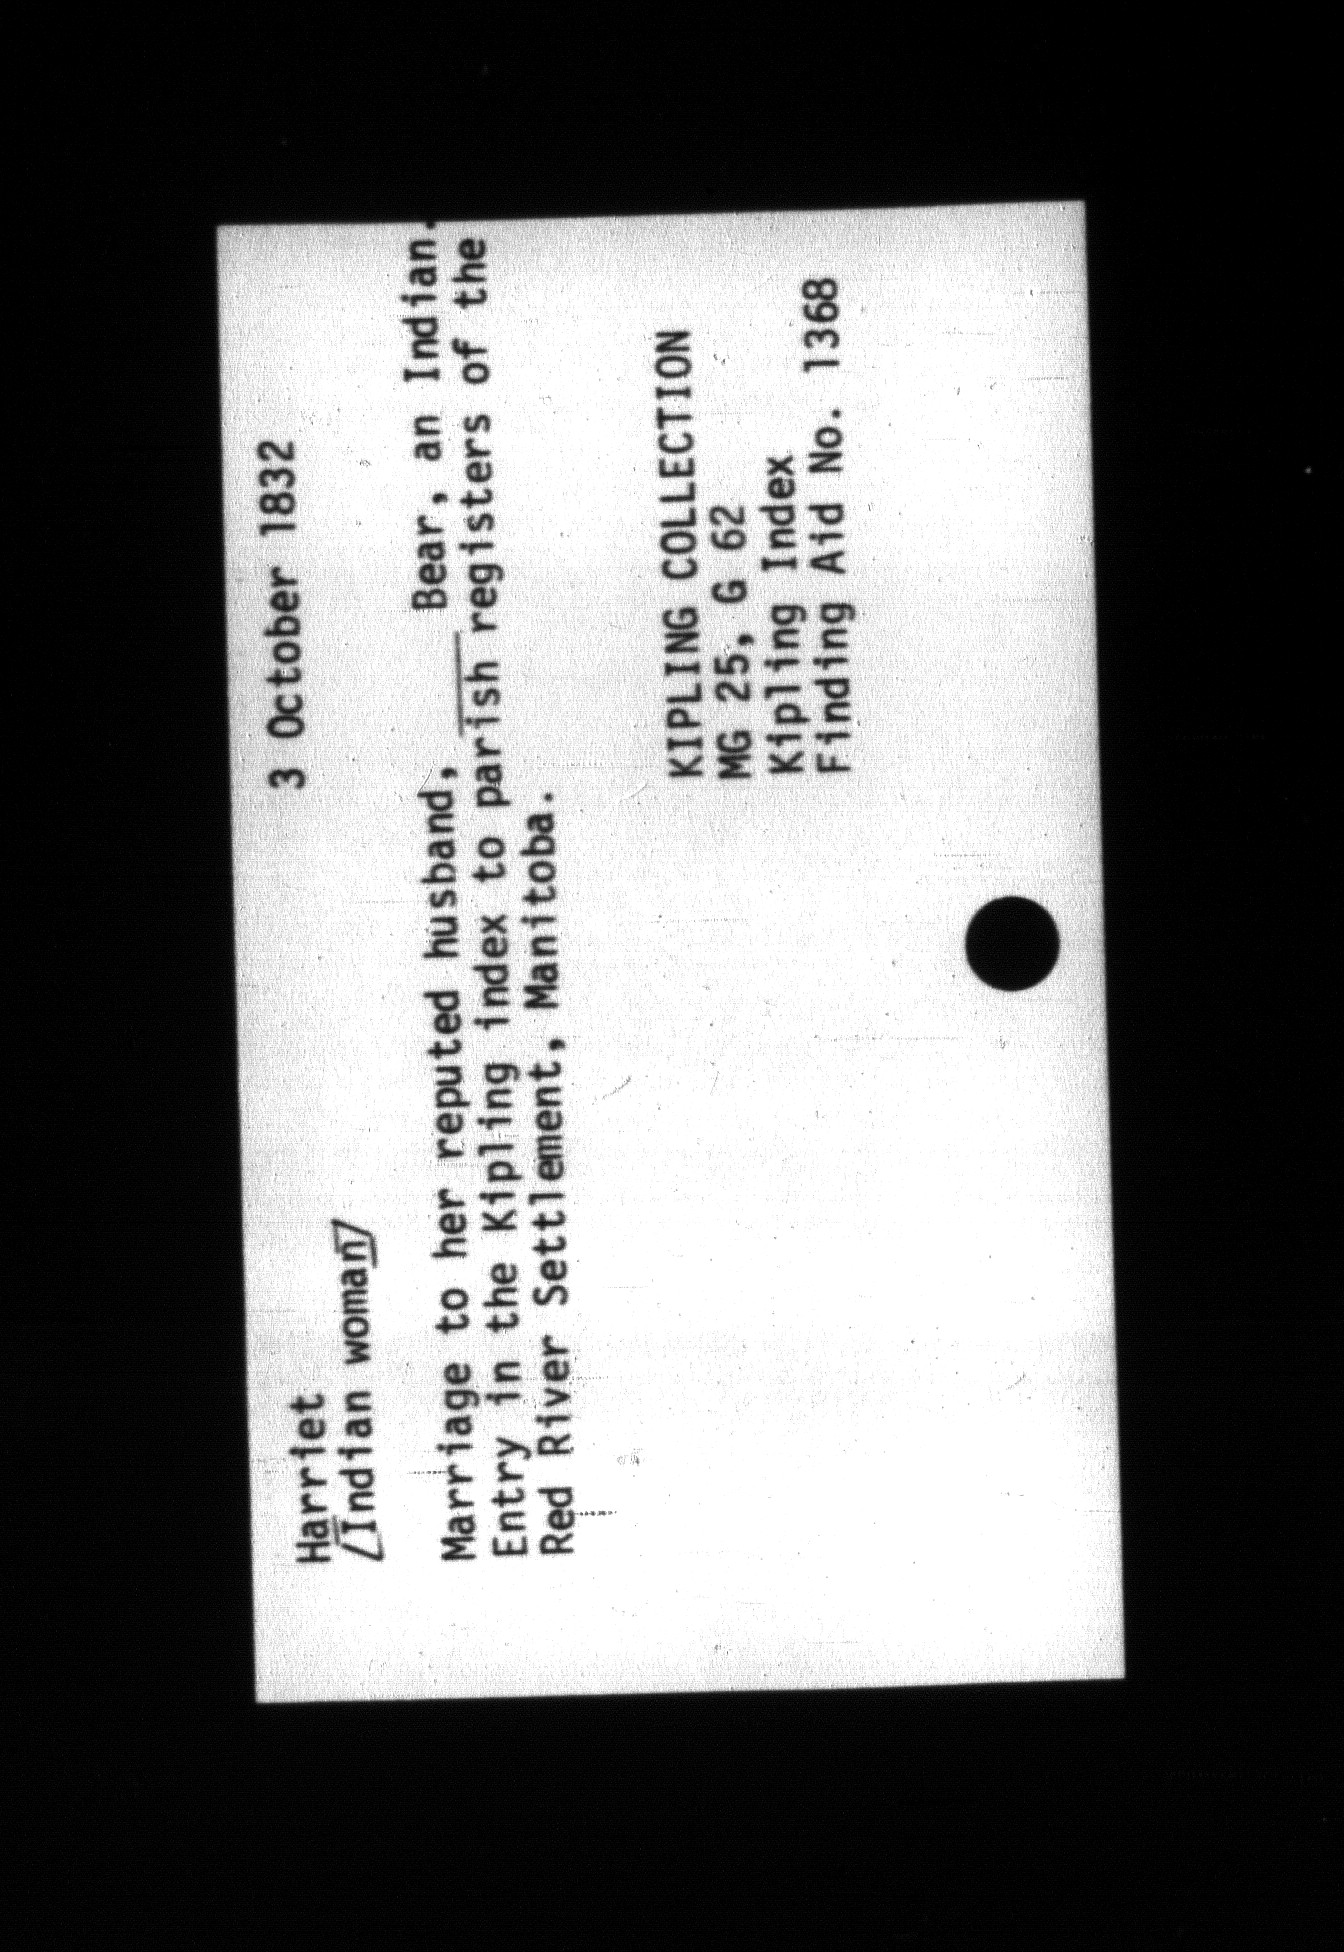 Harriet 3 October 1832
[Indian woman]
Marriage to her reputed husband, ____ Bear, an Indian.
Entry in the Kipling index to parish registers of the
Red River Settlement, Manitoba.
KIPLING COLLECTION
MG 25, G 62
Kipling Index
Finding Aid No. 1368